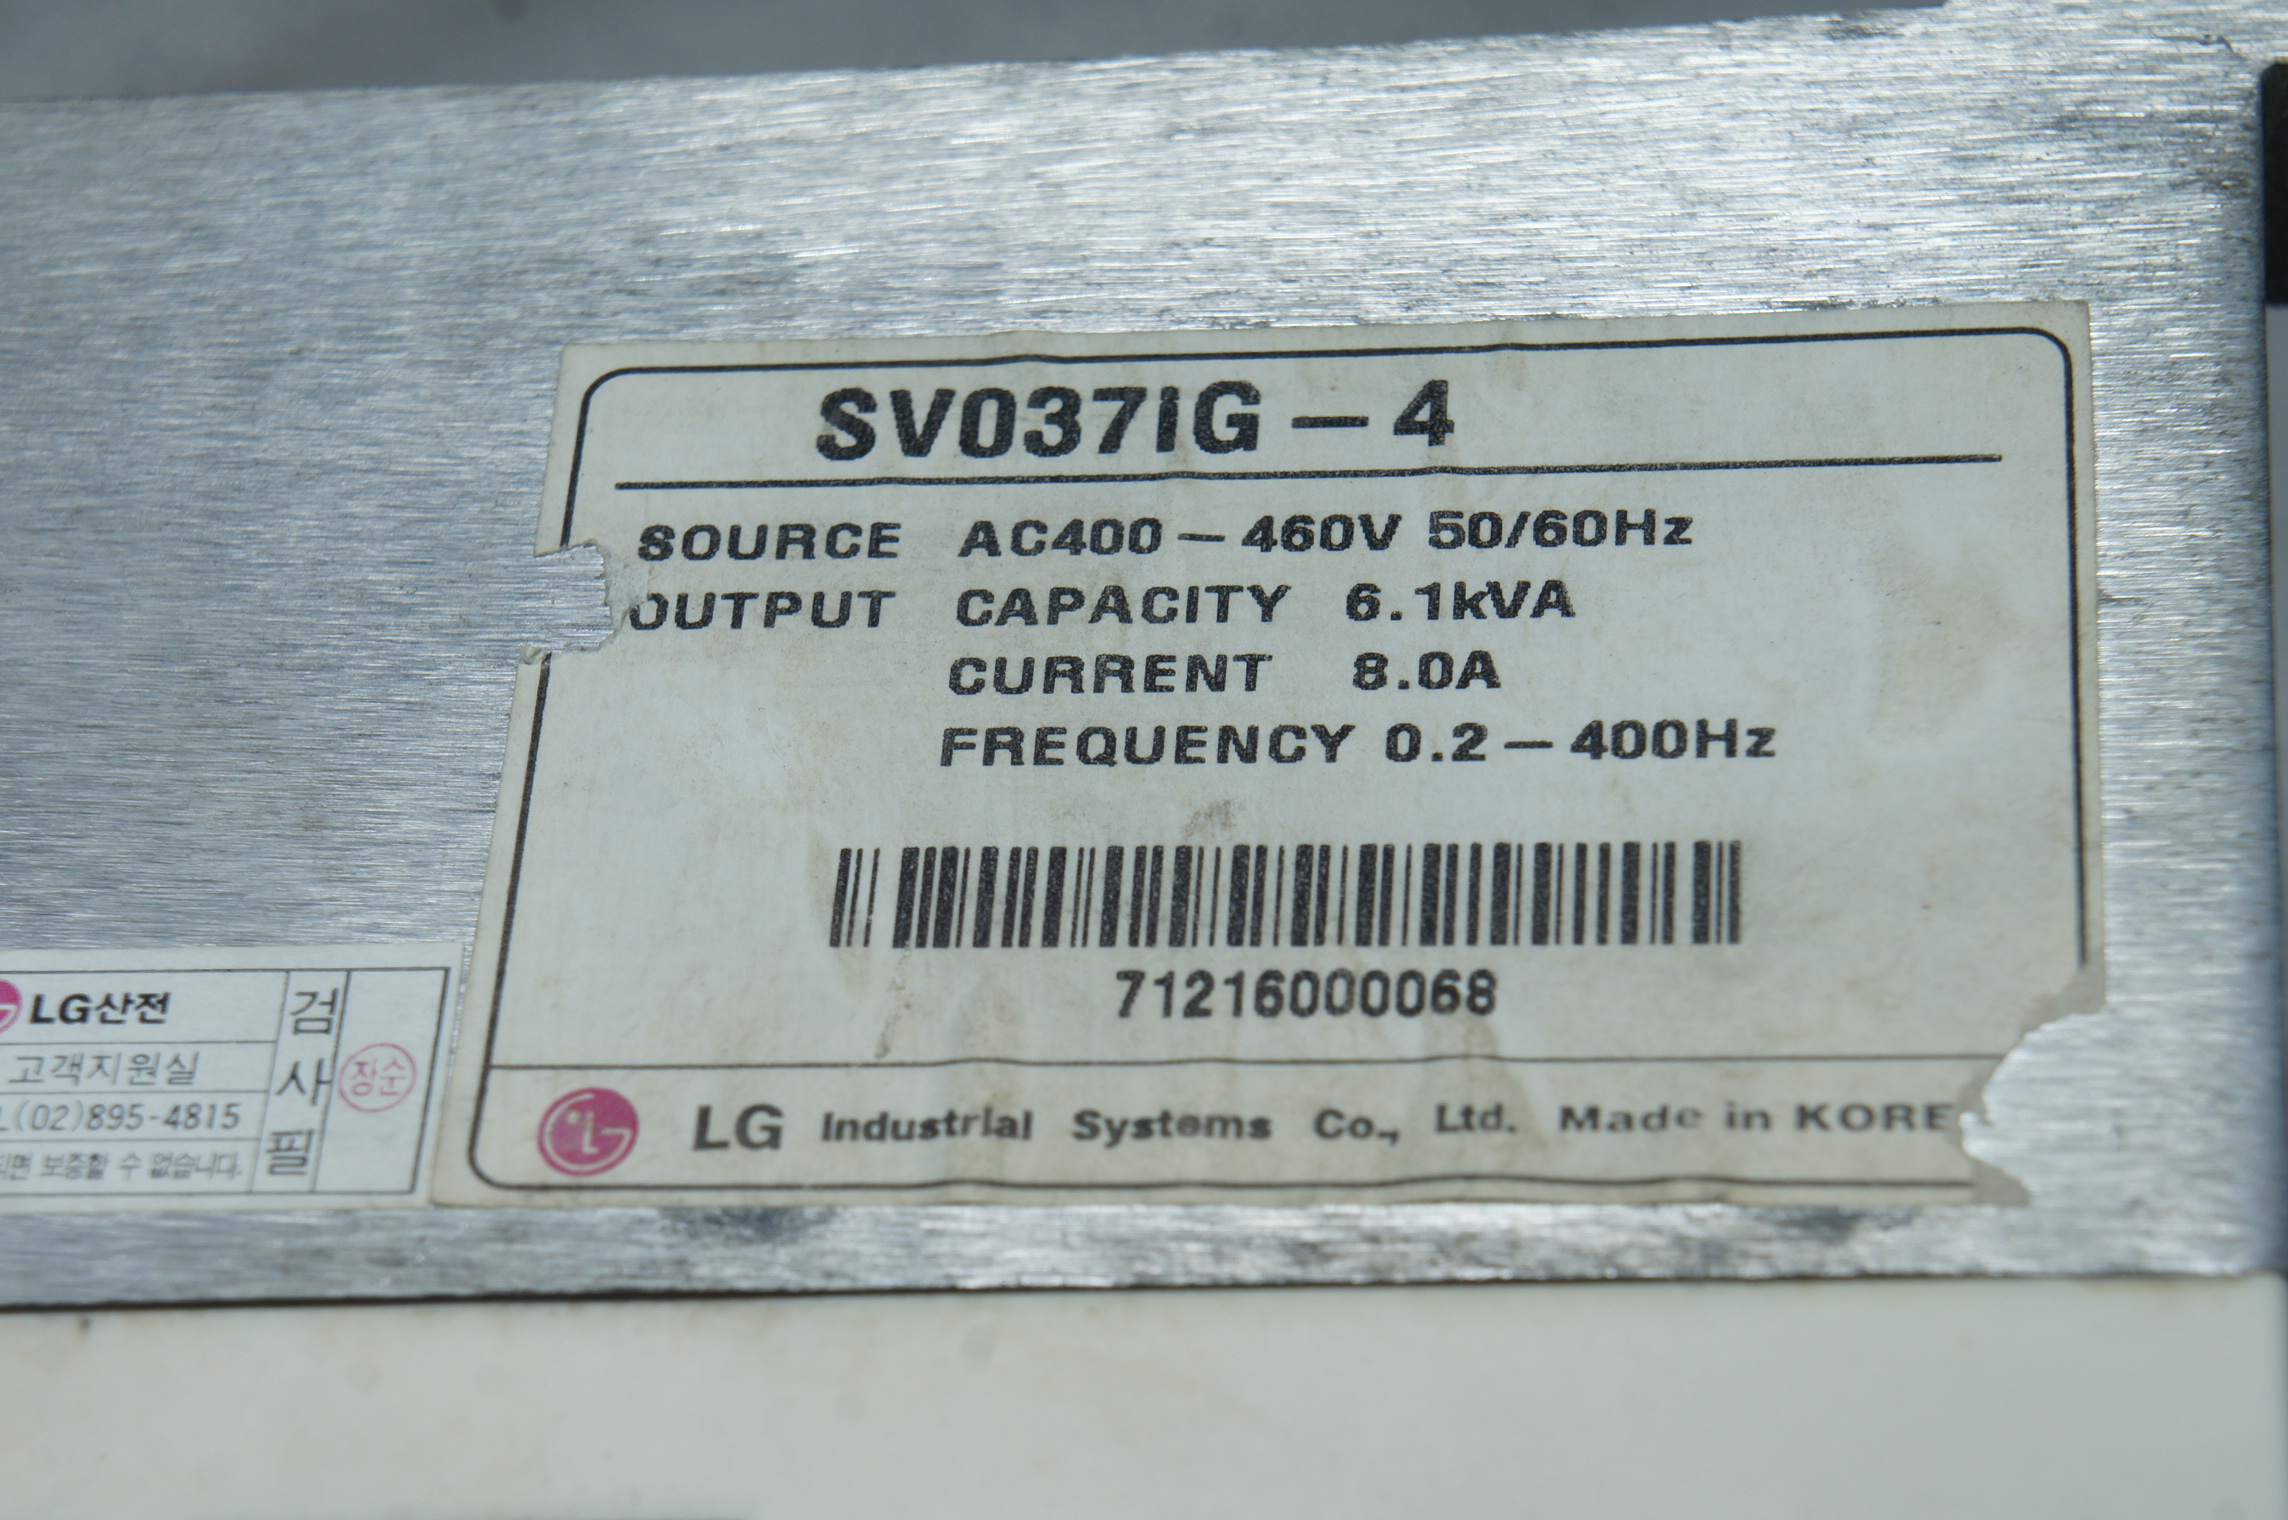 SV037iG-4
SOURCE AC400-460V 50/60Hz
OUTPUT CAPACITY 6.1kVA
CURRENT 8.0A
FREQUENCY 0.2-400Hz
71216000068
LG Industrial Systems Co., Ltd. Made in KORE
LG산전
고객지원실
(02)895-4815
보증할 수 없습니다.
검사필
장순